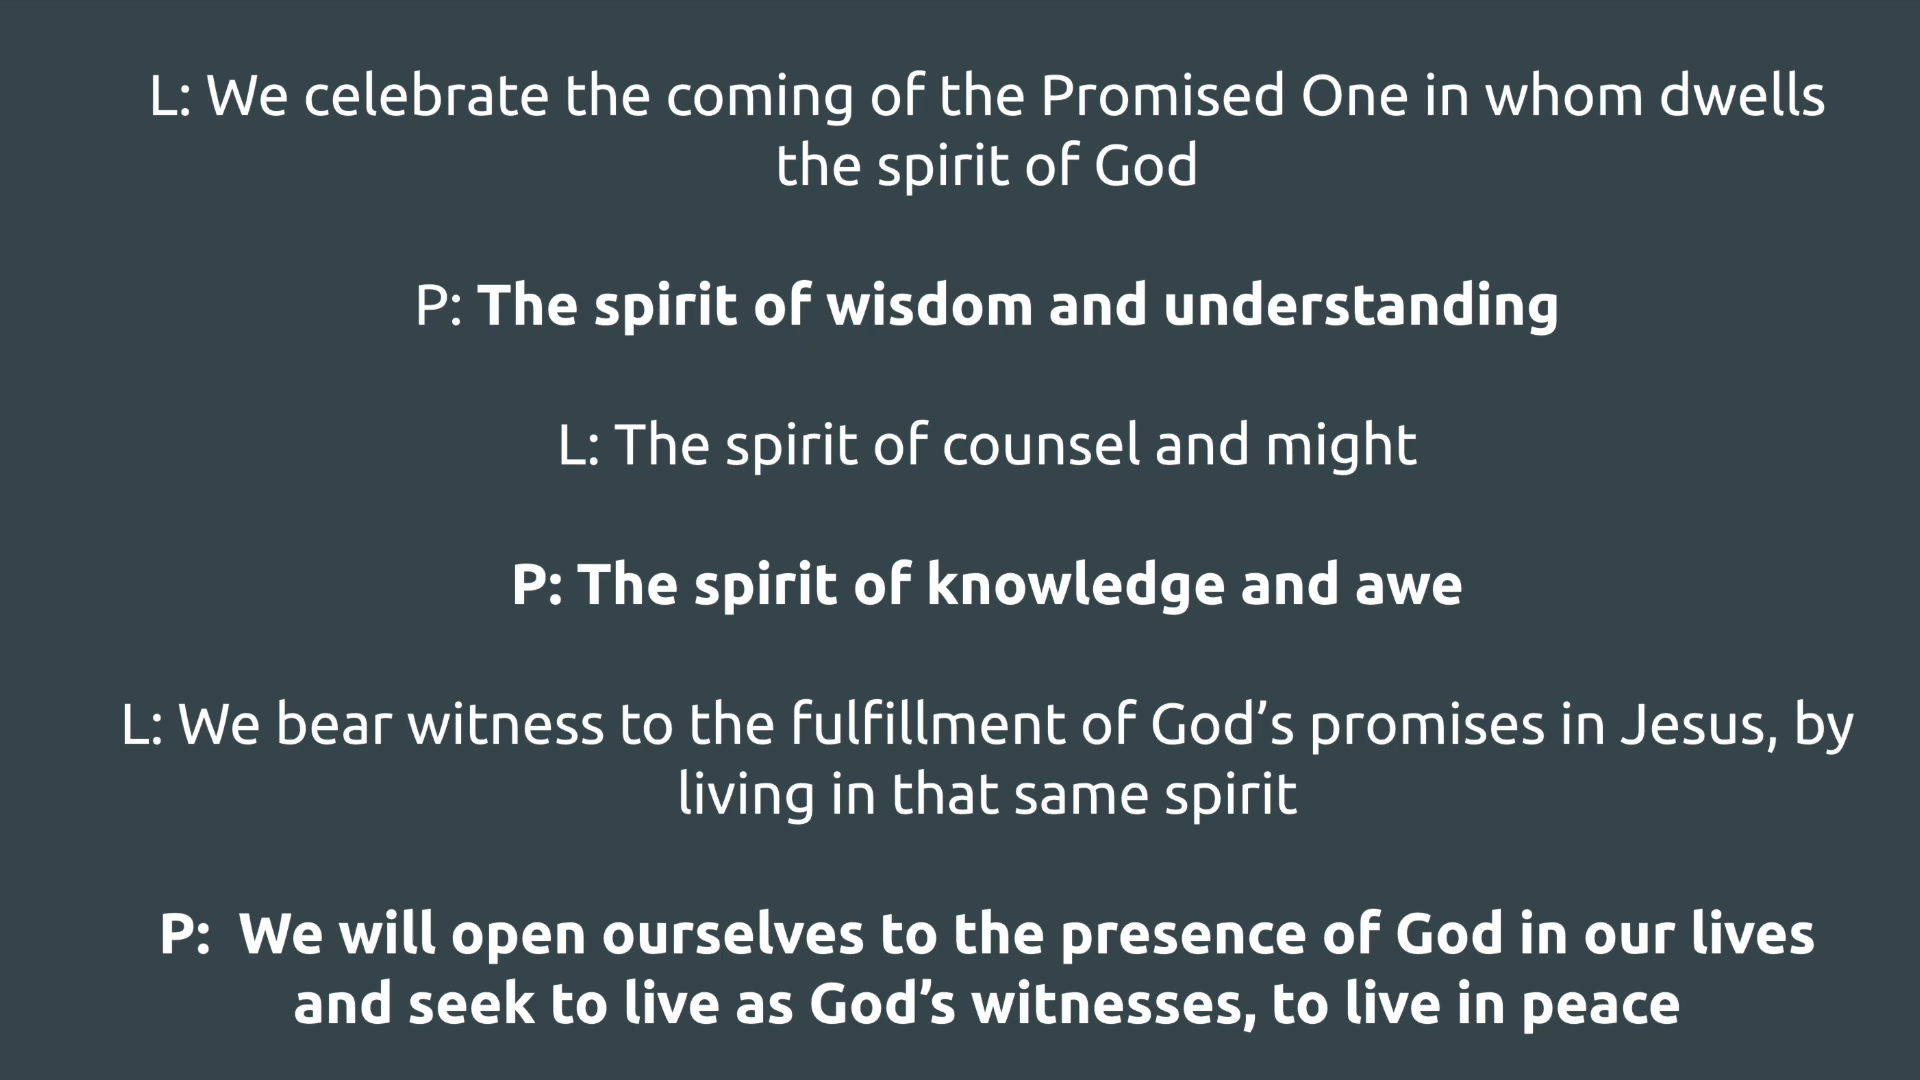 L: We celebrate the coming of the Promised One in whom dwells
the spirit of God
P: The spirit of wisdom and understanding
L: The spirit of counsel and might
P: The spirit of knowledge and awe
L: We bear witness to the fulfillment of God’s promises in Jesus, by
living in that same spirit
P:  We will open ourselves to the presence of God in our lives
and seek to live as God’s witnesses, to live in peace